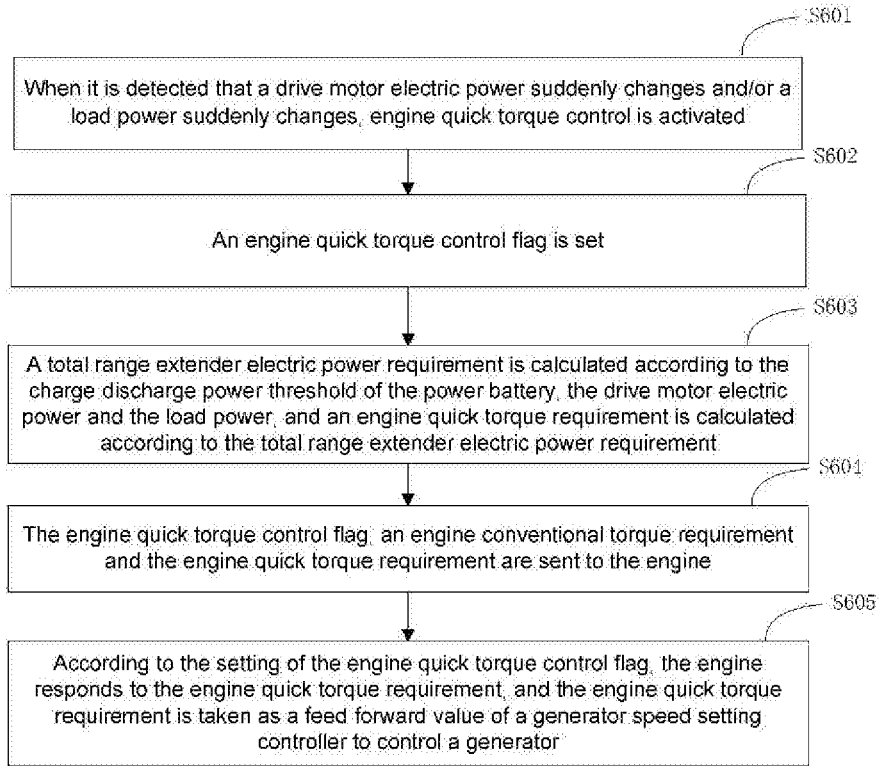 S601
When it is detected that a drive motor electric power suddenly changes and/or a
load power suddenly changes, engine quick torque control is activated
S602
An engine quick torque control flag is set
S603
A total range extender electric power requirement is calculated according to the
charge discharge power threshold of the power battery, the drive motor electric
power and the load power, and an engine quick torque requirement is calculated
according to the total range extender electric power requirement
S604
The engine quick torque control flag, an engine conventional torque requirement
and the engine quick torque requirement are sent to the engine
S605
According to the setting of the engine quick torque control flag, the engine
responds to the engine quick torque requirement, and the engine quick torque
requirement is taken as a feed forward value of a generator speed setting
controller to control a generator